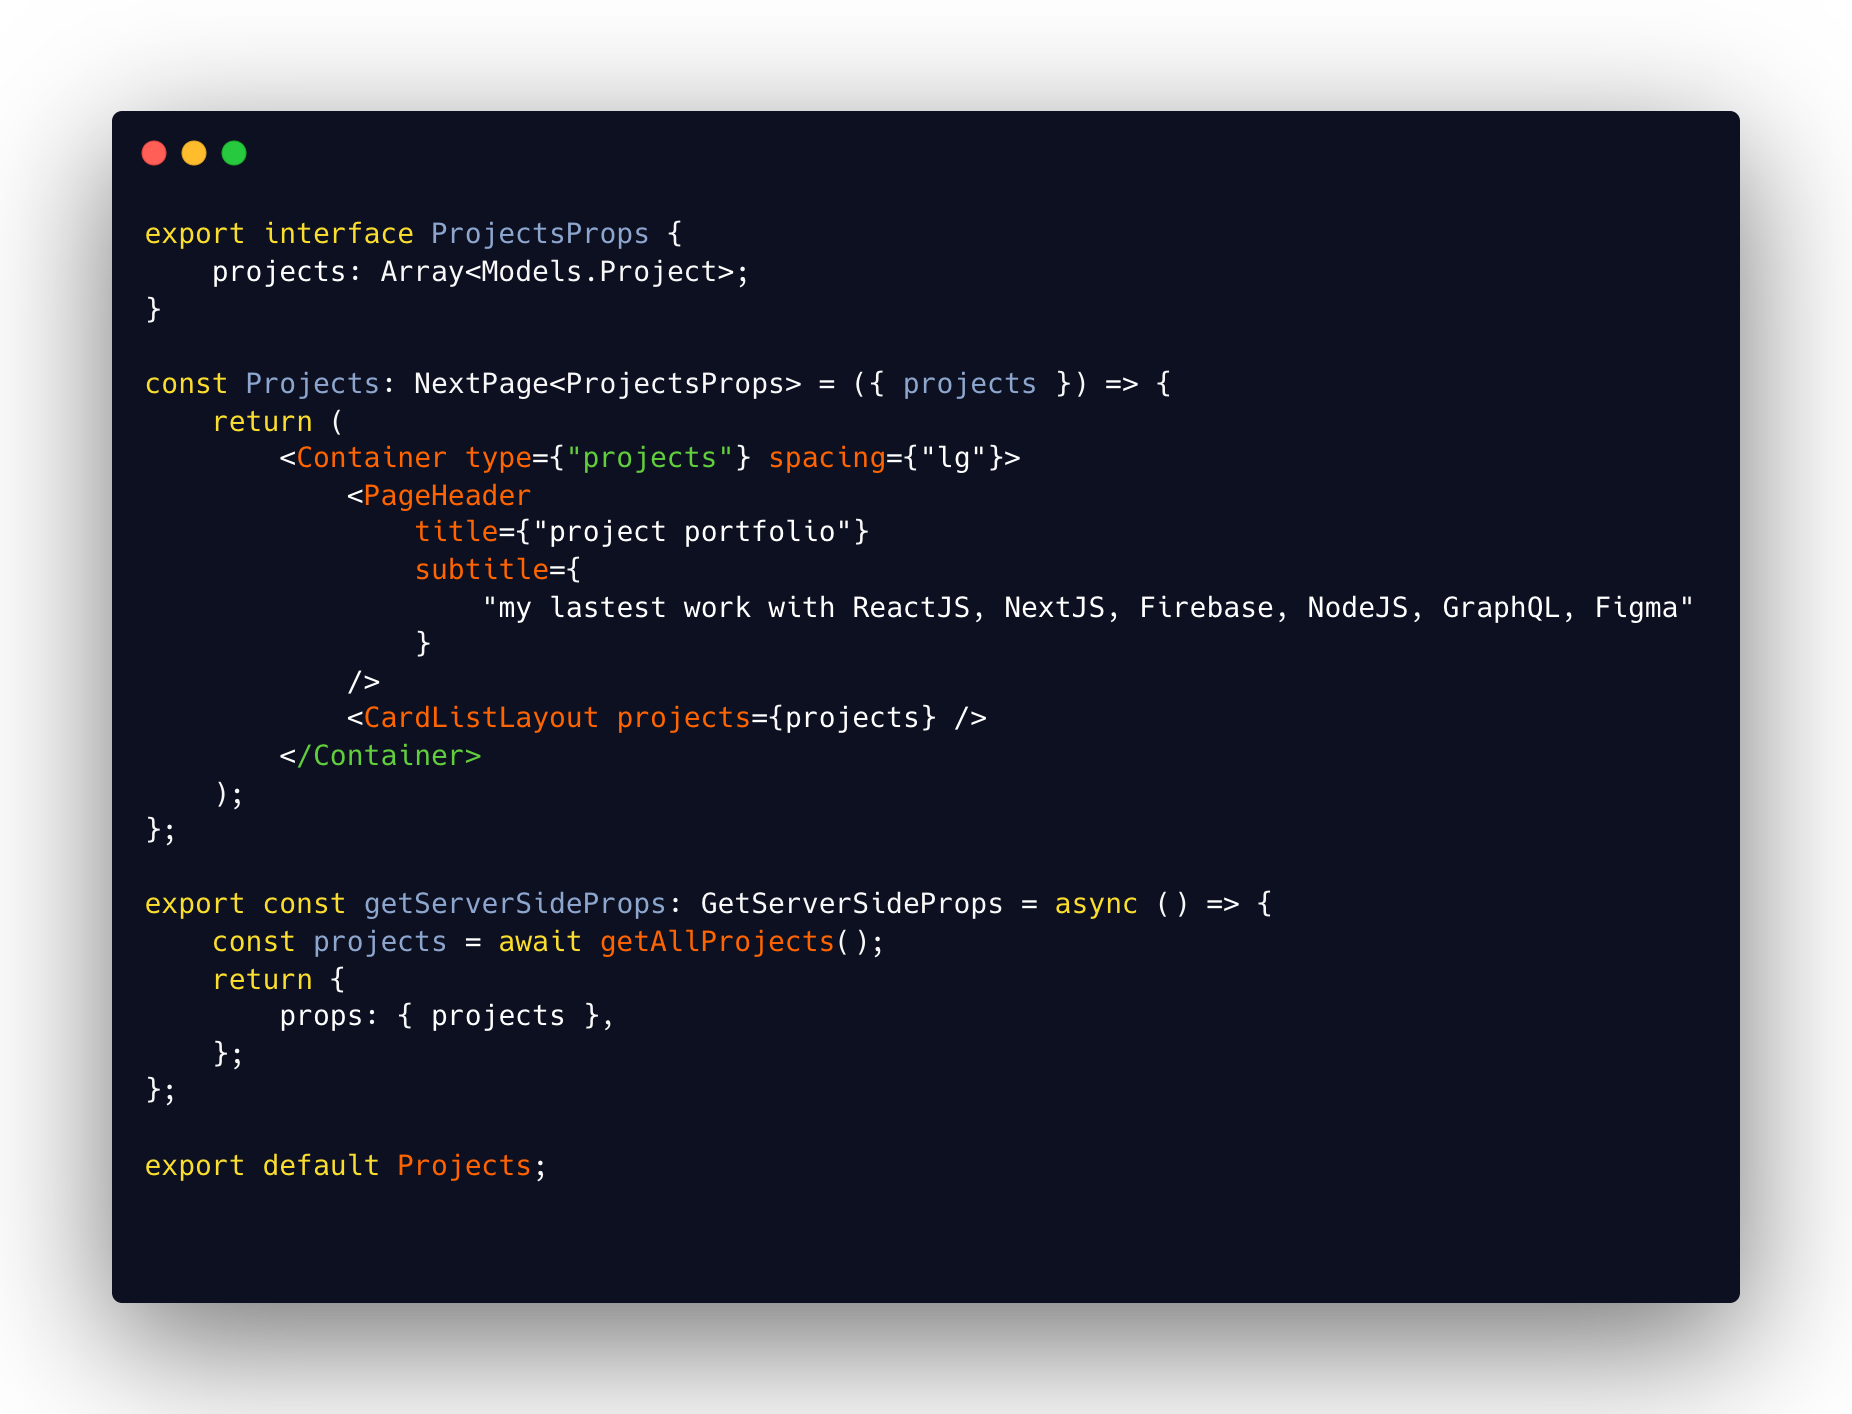 export interface ProjectsProps {
    projects: Array<Models.Project>;
}

const Projects: NextPage<ProjectsProps> = ({ projects }) => {
    return (
        <Container type={"projects"} spacing={"lg"}>
            <PageHeader
                title={"project portfolio"}
                subtitle={
                    "my lastest work with ReactJS, NextJS, Firebase, NodeJS, GraphQL, Figma"
                }
            />
            <CardListLayout projects={projects} />
        </Container>
    );
};

export const getServerSideProps: GetServerSideProps = async () => {
    const projects = await getAllProjects();
    return {
        props: { projects },
    };
};

export default Projects;